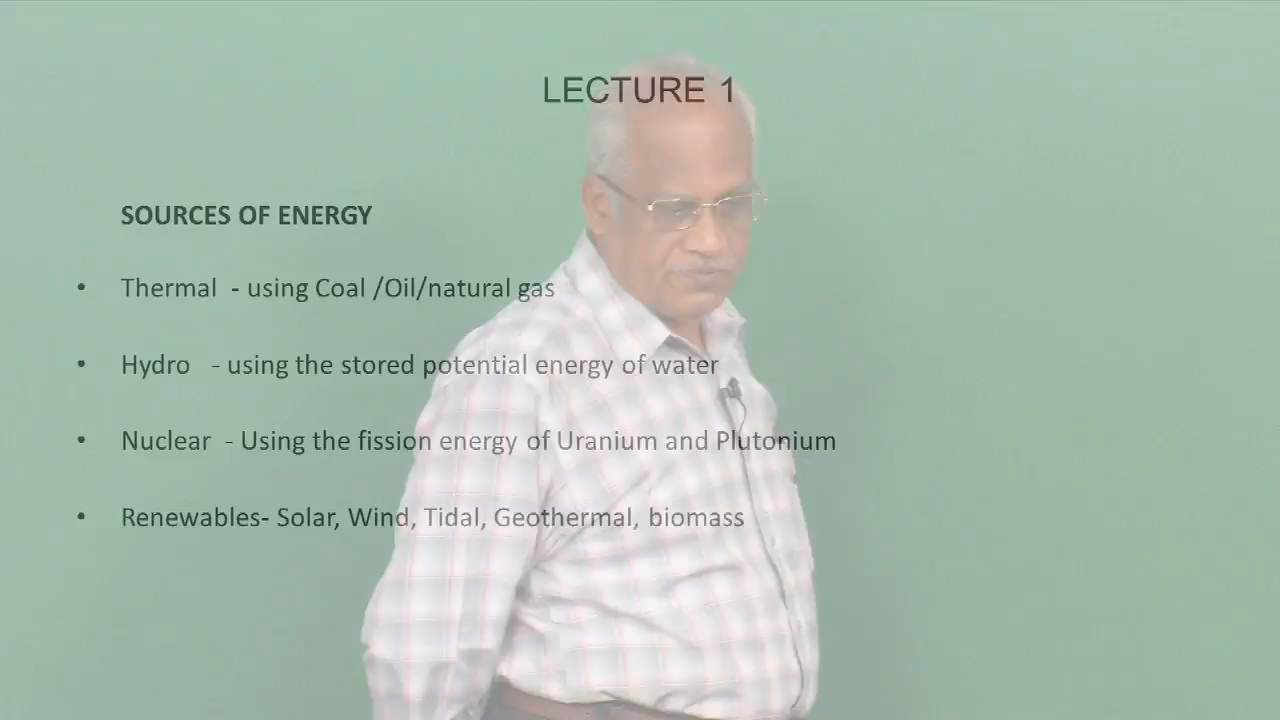 LECTURE 1
SOURCES OF ENERGY
• Thermal - using Coal /Oil/natural gas
• Hydro - using the stored potential energy of water
• Nuclear - Using the fission energy of Uranium and Plutonium
• Renewables- Solar, Wind, Tidal, Geothermal, biomass